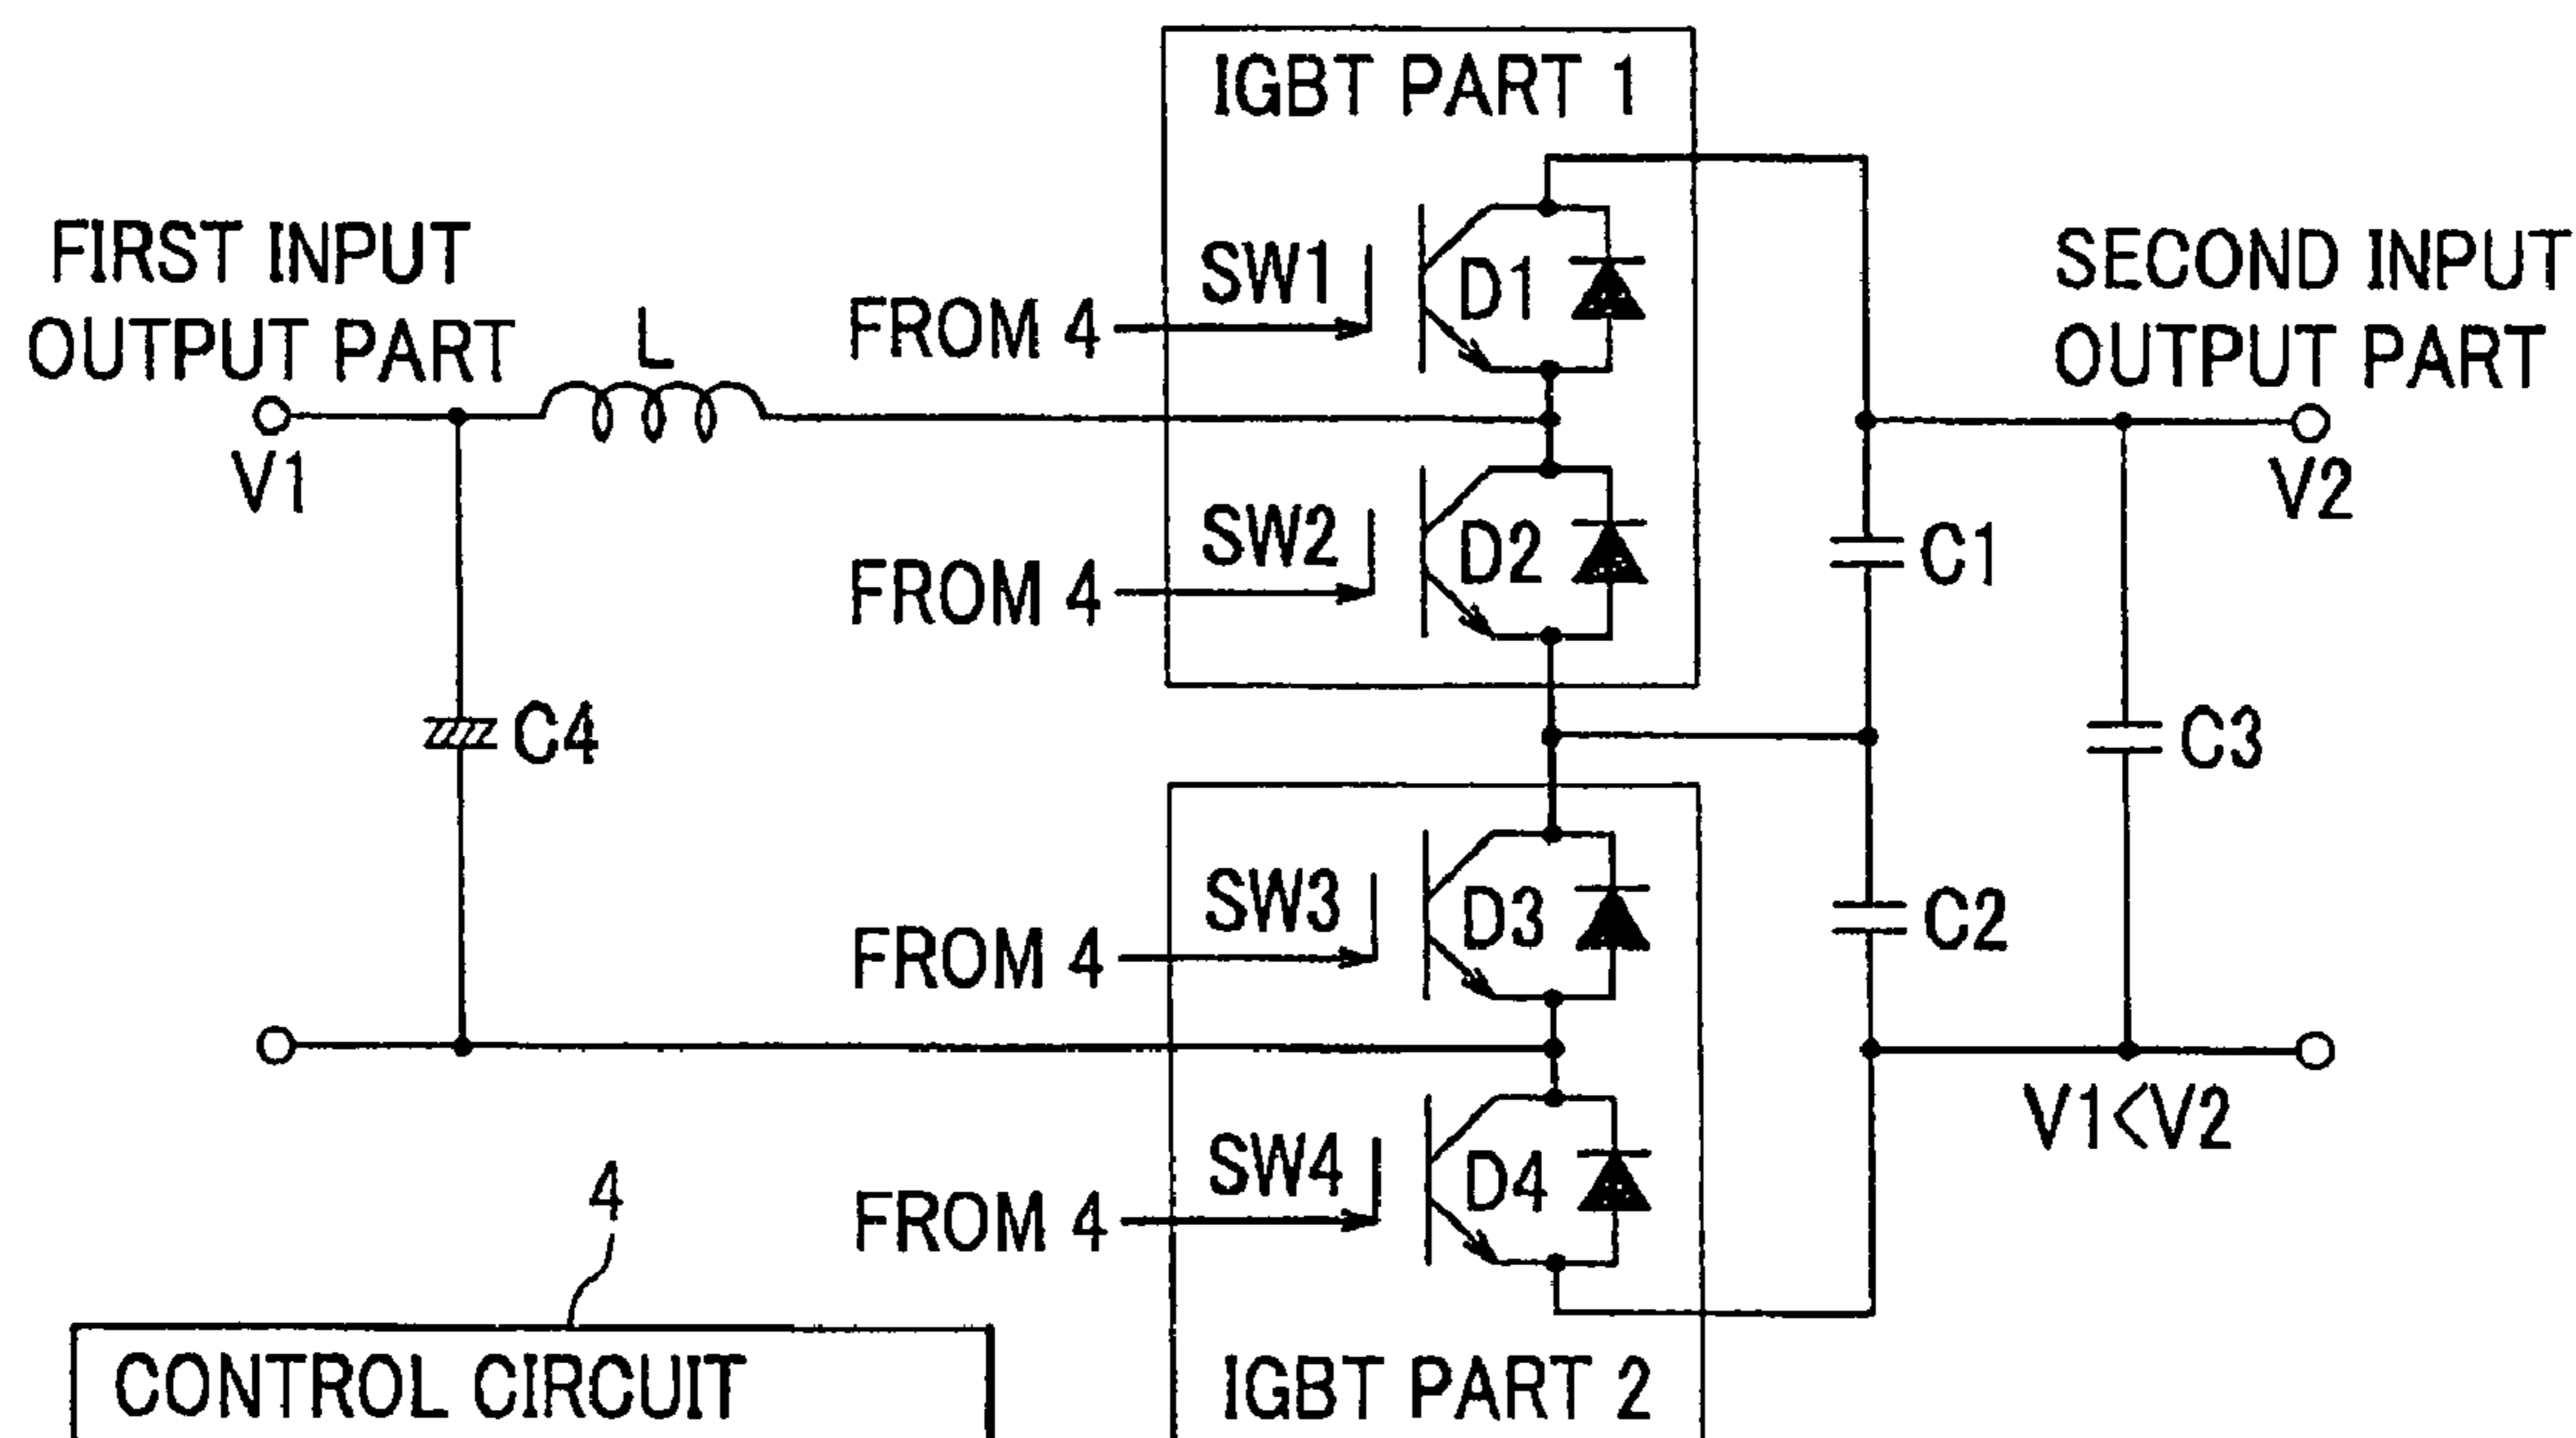 IGBT PART 1
FIRST INPUT
OUTPUT PART
SECOND INPUT
OUTPUT PART
V1
L
FROM 4
SW1
D1
V2
FROM 4
SW2
D2
C1
C4
C3
FROM 4
SW3
D3
C2
V1<V2
FROM 4
SW4
D4
4
CONTROL CIRCUIT
IGBT PART 2